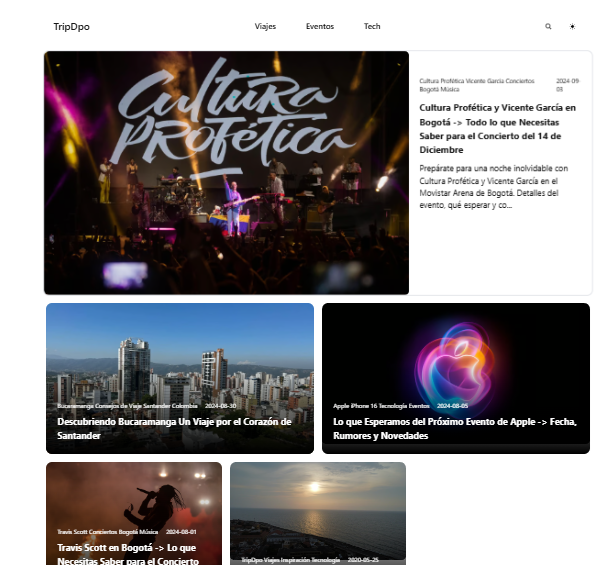 TripDpo
Viajes Eventos Tech
Cultura
Profética
Cultura Profética Vicente García Conciertos
Bogotá Música
2024-09-
03
Cultura Profética y Vicente García en
Bogotá -> Todo lo que Necesitas
Saber para el Concierto del 14 de
Diciembre
Prepárate para una noche inolvidable con
Cultura Profética y Vicente García en el
Movistar Arena de Bogotá. Detalles del
evento, qué esperar y co...
Bucaramanga Consejos de Viaje Santander Colombia 2024-08-30
Descubriendo Bucaramanga Un Viaje por el Corazón de
Santander
Apple iPhone 16 Tecnología Eventos 2024-08-05
Lo que Esperamos del Próximo Evento de Apple -> Fecha,
Rumores y Novedades
Travis Scott Conciertos Bogotá Música 2024-08-01
Travis Scott en Bogotá -> Lo que
Necesitas Saber para el Concierto
TripDpo Viajes Inspiración Tecnología 2020-05-25